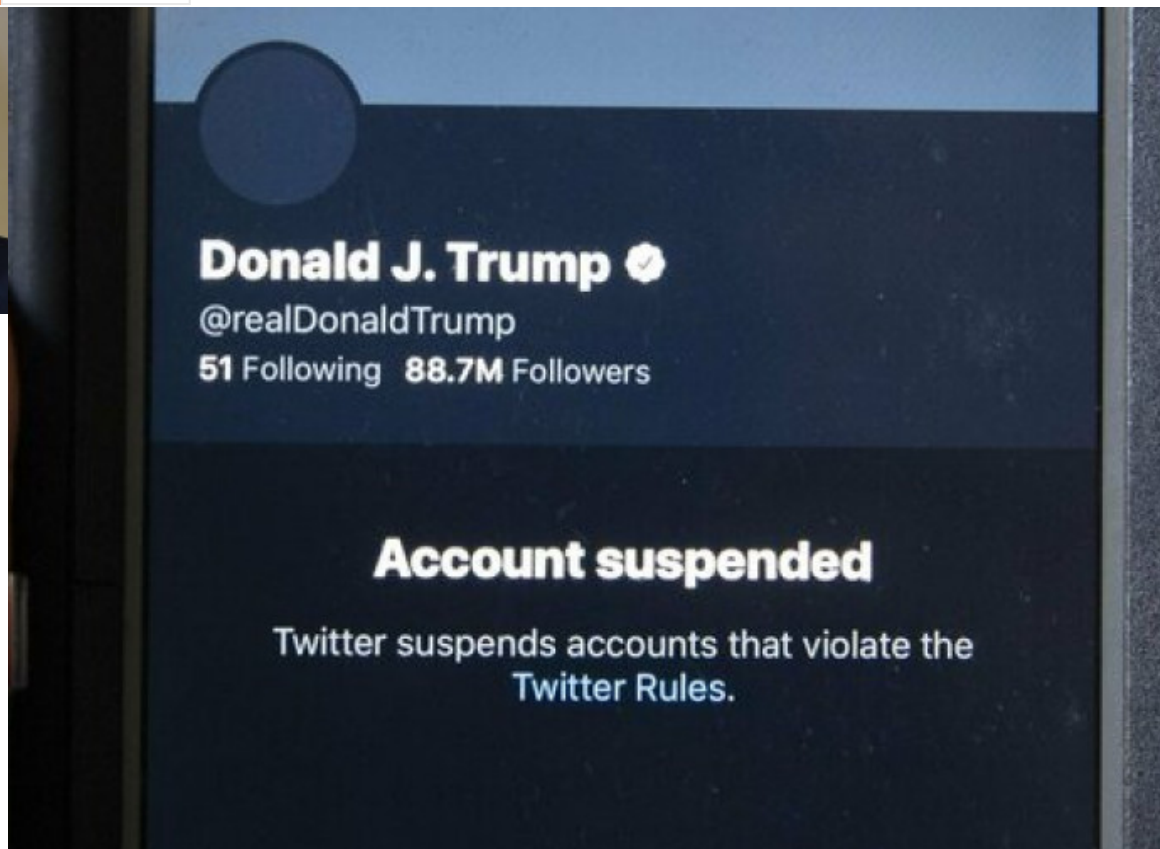 Donald J. Trump
@realDonaldTrump
51 Following 88.7M Followers
Account suspended
Twitter suspends accounts that violate the
Twitter Rules.